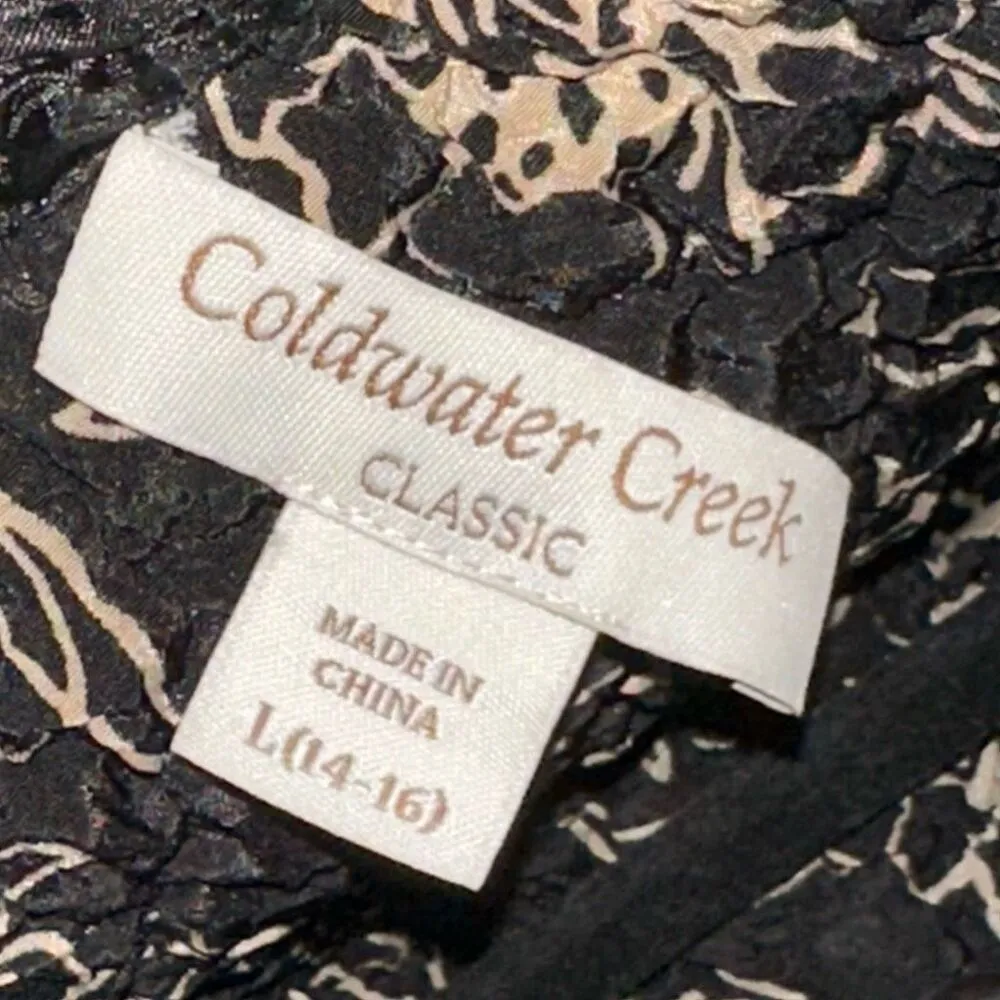 Coldwater Creek
CLASSIC
MADE IN
CHINA
L(14-16)